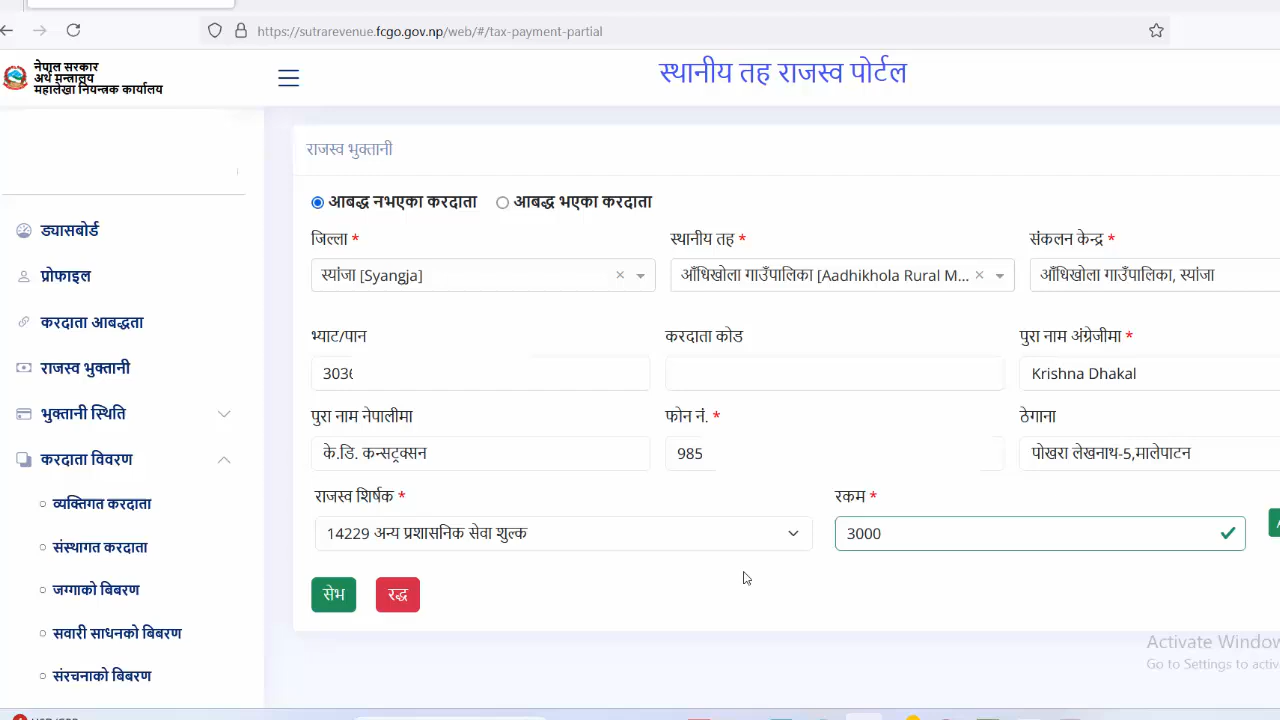 https://sutrarevenue.fcgo.gov.np/web/#/tax-payment-partial
नेपाल सरकार
अर्थ मन्त्रालय
महालेखा नियन्त्रक कार्यालय
स्थानीय तह राजस्व पोर्टल
ड्यासबोर्ड
प्रोफाइल
करदाता आबद्धता
राजस्व भुक्तानी
भुक्तानी स्थिति
करदाता विवरण
व्यक्तिगत करदाता
संस्थागत करदाता
जग्गाको बिबरण
सवारी साधनको बिबरण
संरचनाको बिबरण
राजस्व भुक्तानी
आबद्ध नभएका करदाता आबद्ध भएका करदाता
जिल्ला * स्थानीय तह * संकलन केन्द्र *
स्यांजा [Syangja] × आँधिखोला गाउँपालिका [Aadhikhola Rural M... × आँधिखोला गाउँपालिका, स्यांजा
भ्याट/पान करदाता कोड पुरा नाम अंग्रेजीमा *
303 Krishna Dhakal
पुरा नाम नेपालीमा फोन नं. * ठेगाना
के.डि. कन्सट्रक्सन 985 पोखरा लेखनाथ-5,मालेपाटन
राजस्व शिर्षक * रकम *
14229 अन्य प्रशासनिक सेवा शुल्क 3000
सेभ रद्ध
Activate Window
Go to Settings to activ